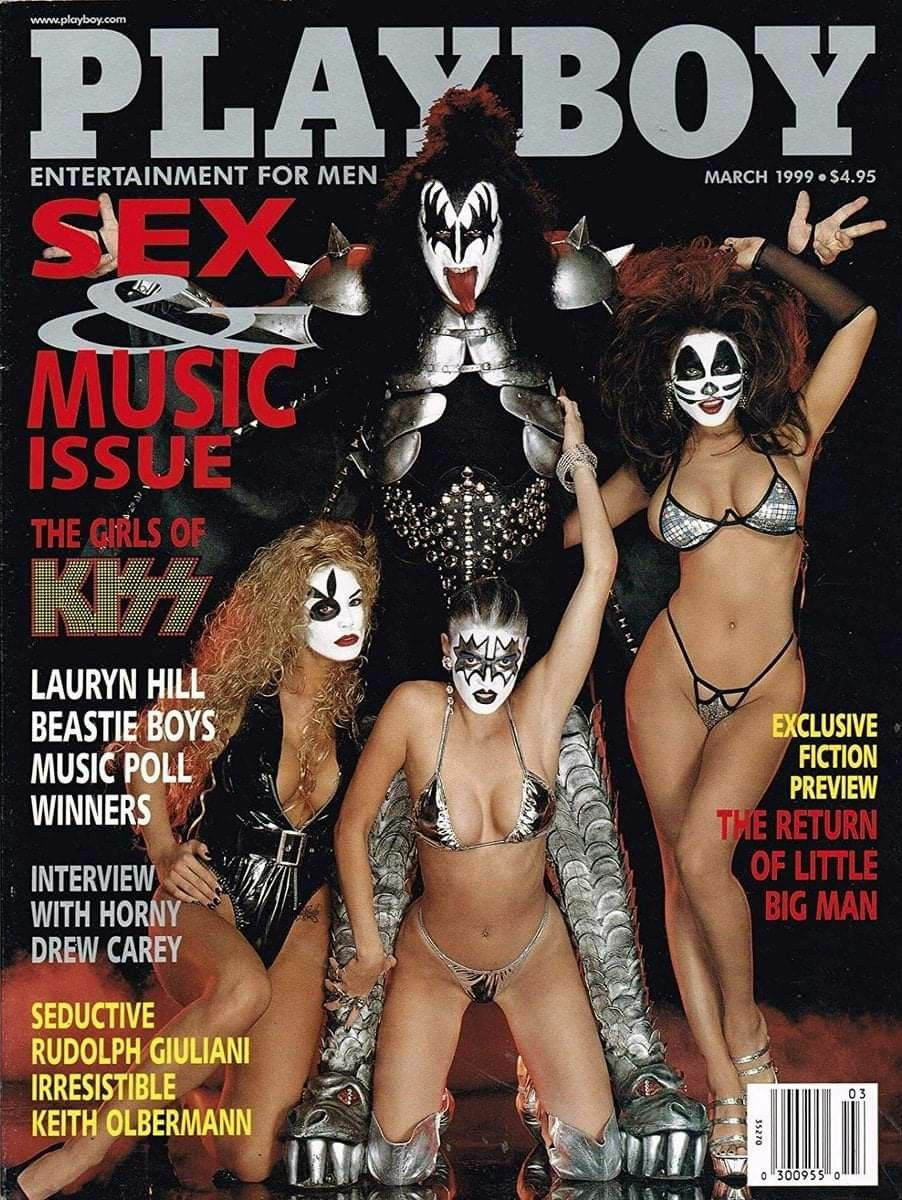 www.playboy.com
PLAYBOY
ENTERTAINMENT FOR MEN
MARCH 1999 • $4.95
SEX
&
MUSIC
ISSUE
THE GIRLS OF
KISS
LAURYN HILL
BEASTIE BOYS
MUSIC POLL
WINNERS
INTERVIEW
WITH HORNY
DREW CAREY
SEDUCTIVE
RUDOLPH GIULIANI
IRRESISTIBLE
KEITH OLBERMANN
EXCLUSIVE
FICTION
PREVIEW
THE RETURN
OF LITTLE
BIG MAN
03
35270
0 300955 0